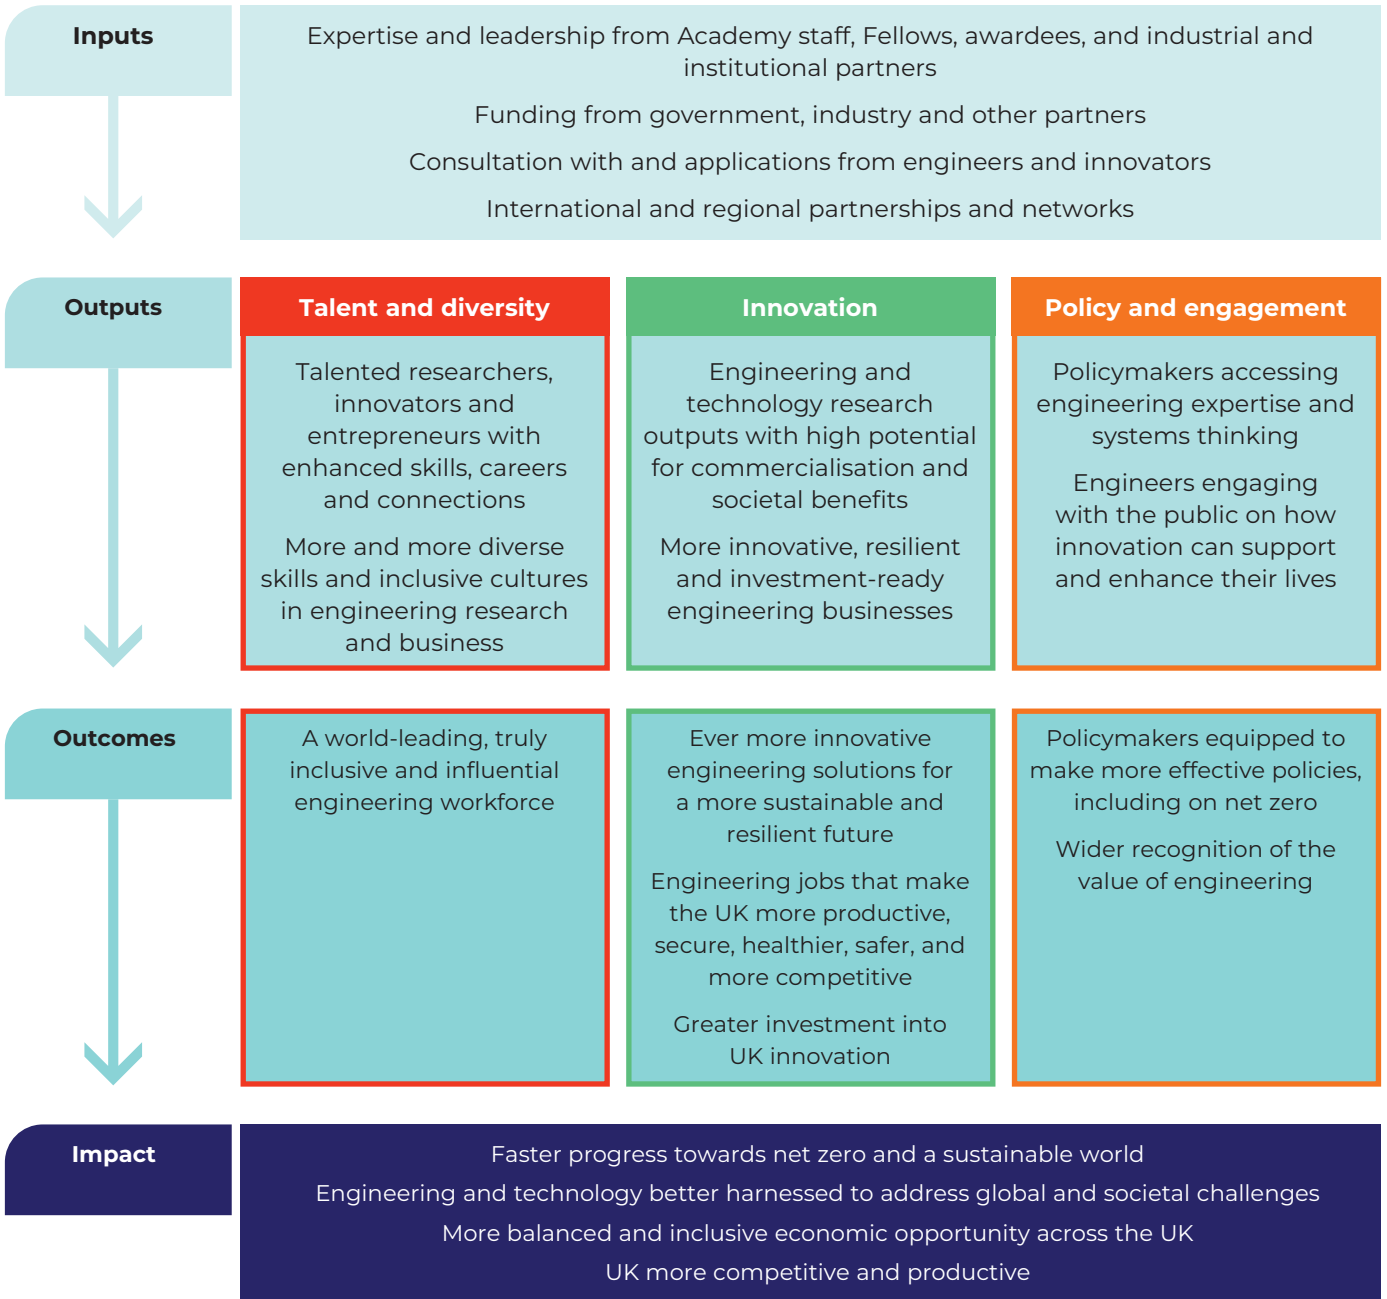 Inputs
Expertise and leadership from Academy staff, Fellows, awardees, and industrial and
institutional partners
Funding from government, industry and other partners
Consultation with and applications from engineers and innovators
International and regional partnerships and networks
Outputs
Talent and diversity
Talented researchers,
innovators and
entrepreneurs with
enhanced skills, careers
and connections
More and more diverse
skills and inclusive cultures
in engineering research
and business
Innovation
Engineering and
technology research
outputs with high potential
for commercialisation and
societal benefits
More innovative, resilient
and investment-ready
engineering businesses
Policy and engagement
Policymakers accessing
engineering expertise and
systems thinking
Engineers engaging
with the public on how
innovation can support
and enhance their lives
Outcomes
A world-leading, truly
inclusive and influential
engineering workforce
Ever more innovative
engineering solutions for
a more sustainable and
resilient future
Engineering jobs that make
the UK more productive,
secure, healthier, safer, and
more competitive
Greater investment into
UK innovation
Policymakers equipped to
make more effective policies,
including on net zero
Wider recognition of the
value of engineering
Impact
Faster progress towards net zero and a sustainable world
Engineering and technology better harnessed to address global and societal challenges
More balanced and inclusive economic opportunity across the UK
UK more competitive and productive